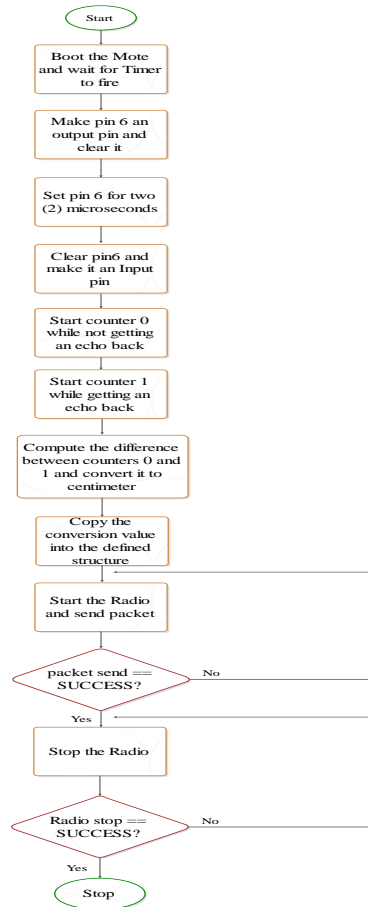 Start
Boot the Mote
and wait for Timer
to fire
Make pin 6 an
output pin and
clear it
Set pin 6 for two
(2) microseconds
Clear pin6 and
make it an Input
pin
Start counter 0
while not getting
an echo back
Start counter 1
while getting an
echo back
Compute the difference
between counters 0 and
1 and convert it to
centimeter
Copy the
conversion value
into the defined
structure
Start the Radio
and send packet
packet send ==
SUCCESS?
No
Yes
Stop the Radio
Radio stop ==
SUCCESS?
No
Yes
Stop